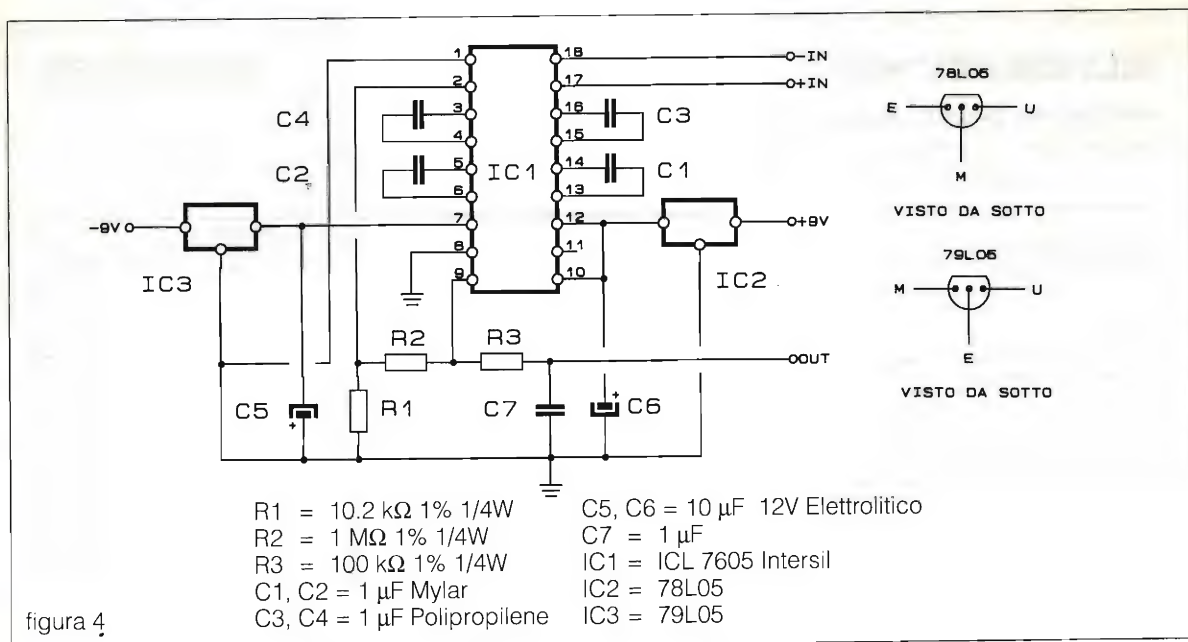 1
2
3
4
5
6
7
8
9
18
17
16
15
14
13
12
11
10
IC1
C4
C2
C3
C1
-IN
+IN
-9V
+9V
IC3
IC2
R2
R3
OUT
C5
+
R1
C7
C6
+
78L05
E
U
M
VISTO DA SOTTO
79L05
M
U
E
VISTO DA SOTTO
R1 = 10.2 kΩ 1% 1/4W
R2 = 1 MΩ 1% 1/4W
R3 = 100 kΩ 1% 1/4W
C1, C2 = 1 µF Mylar
C3, C4 = 1 µF Polipropilene
C5, C6 = 10 µF 12V Elettrolitico
C7 = 1 µF
IC1 = ICL 7605 Intersil
IC2 = 78L05
IC3 = 79L05
figura 4